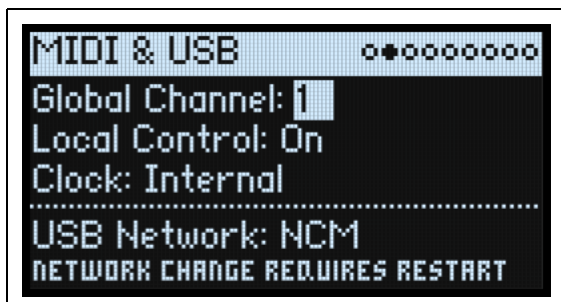 MIDI & USB
Global Channel: 1
Local Control: On
Clock: Internal
USB Network: NCM
NETWORK CHANGE REQUIRES RESTART